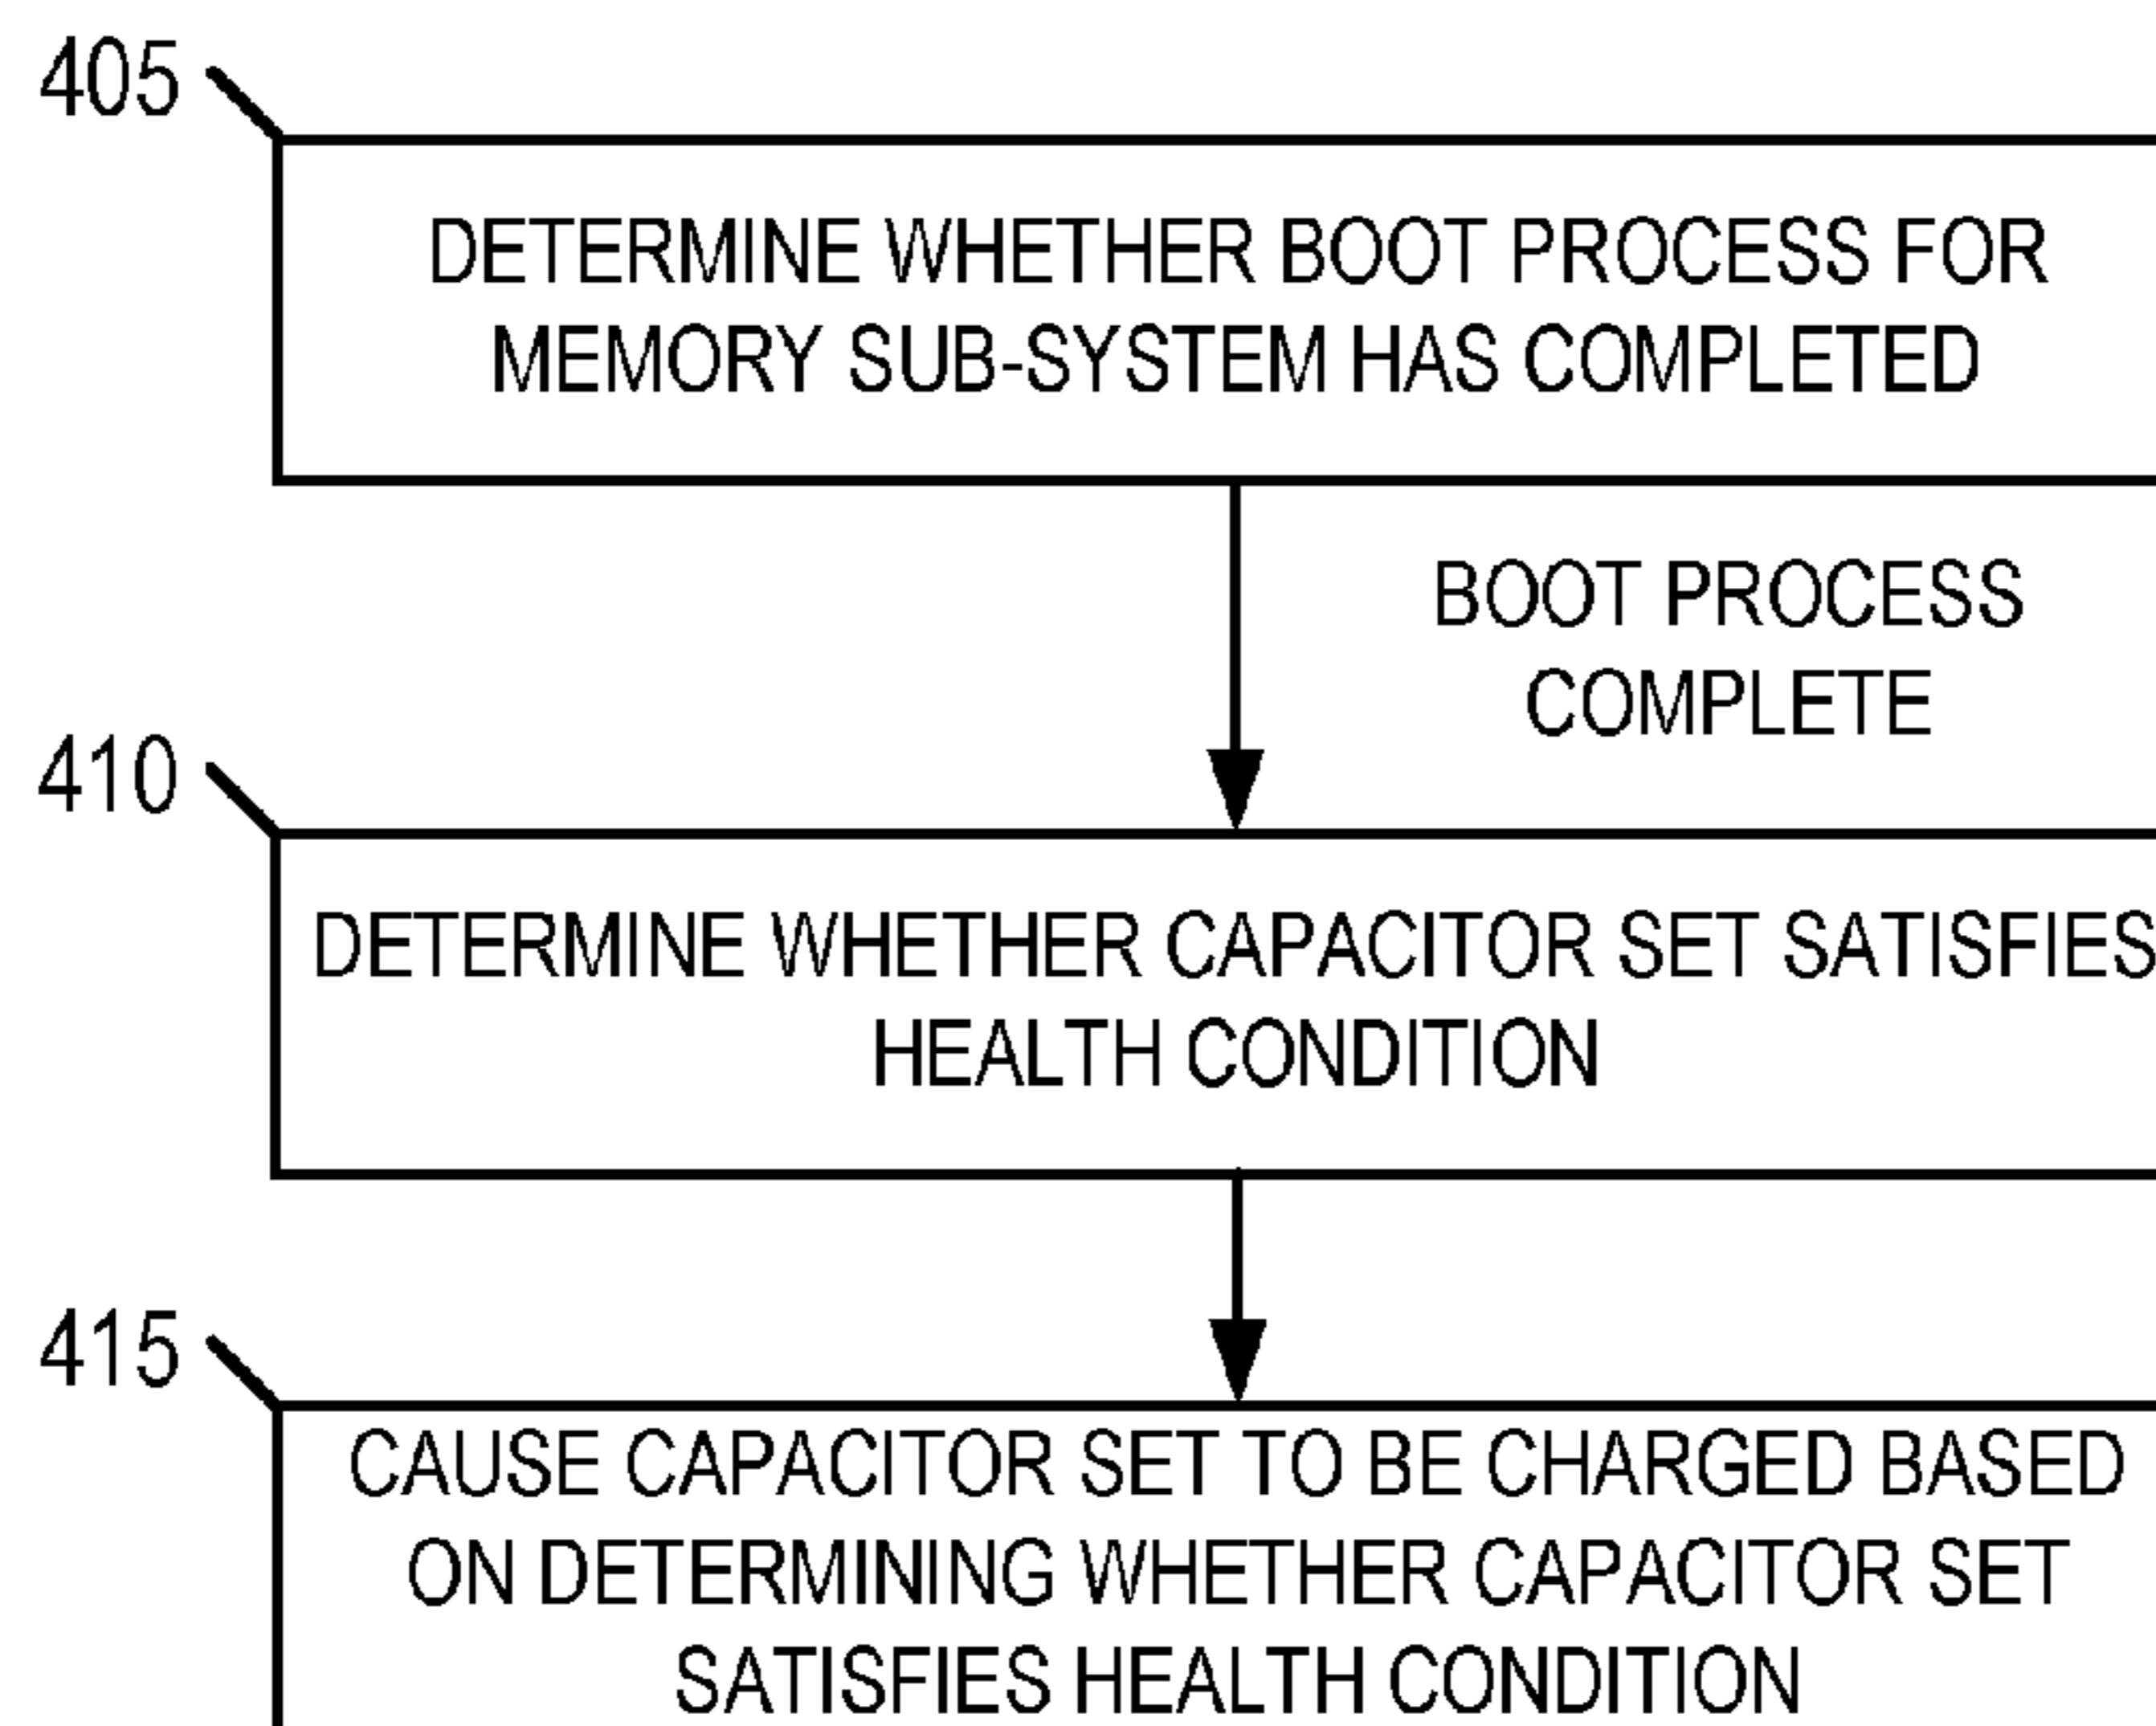 405
DETERMINE WHETHER BOOT PROCESS FOR
MEMORY SUB-SYSTEM HAS COMPLETED
BOOT PROCESS
COMPLETE
410
DETERMINE WHETHER CAPACITOR SET SATISFIES
HEALTH CONDITION
415
CAUSE CAPACITOR SET TO BE CHARGED BASED
ON DETERMINING WHETHER CAPACITOR SET
SATISFIES HEALTH CONDITION